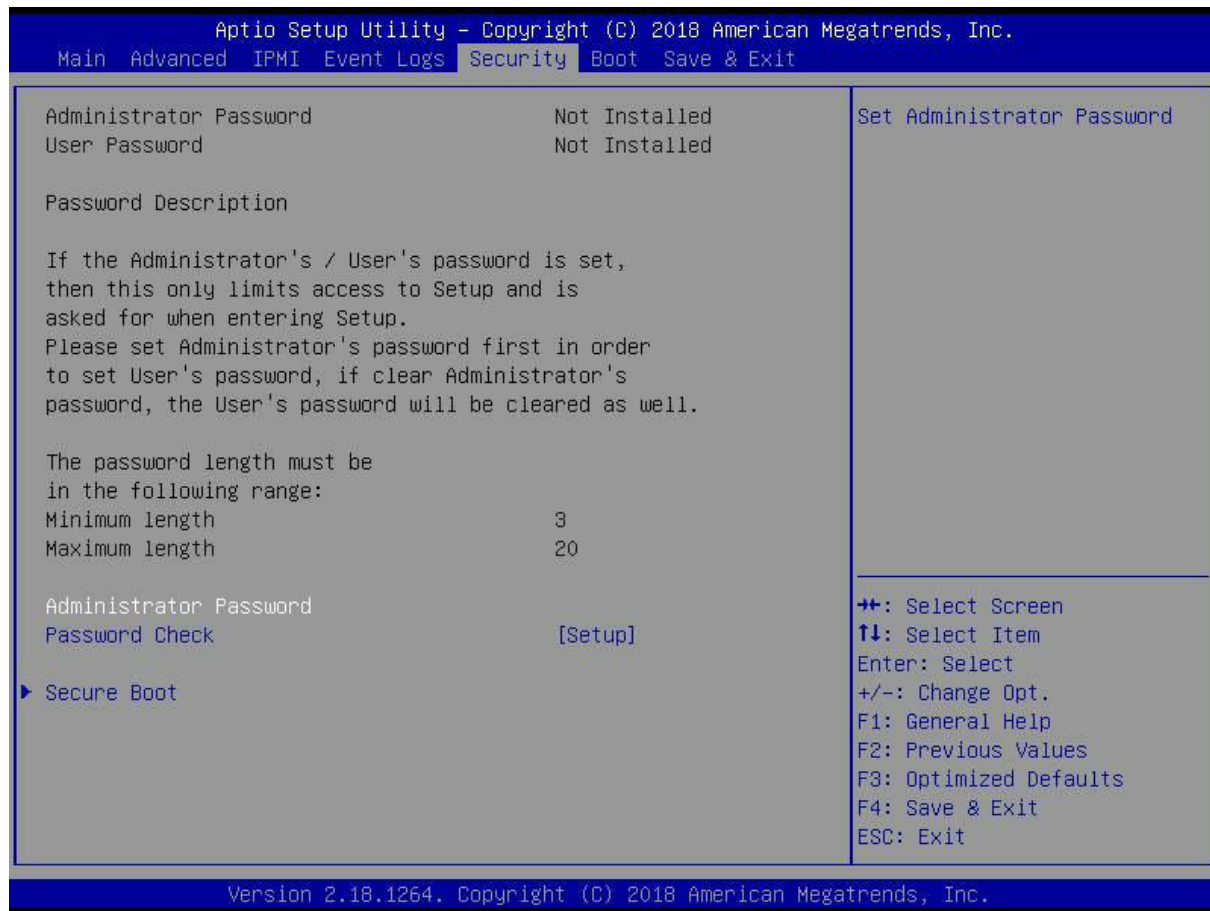 Aptio Setup Utility – Copyright (C) 2018 American Megatrends, Inc.
Main Advanced IPMI Event Logs Security Boot Save & Exit
Administrator Password Not Installed
User Password Not Installed
Password Description
If the Administrator's / User's password is set,
then this only limits access to Setup and is
asked for when entering Setup.
Please set Administrator's password first in order
to set User's password, if clear Administrator's
password, the User's password will be cleared as well.
The password length must be
in the following range:
Minimum length 3
Maximum length 20
Administrator Password
Password Check [Setup]
Secure Boot
Set Administrator Password
→←: Select Screen
↑↓: Select Item
Enter: Select
+/-: Change Opt.
F1: General Help
F2: Previous Values
F3: Optimized Defaults
F4: Save & Exit
ESC: Exit
Version 2.18.1264. Copyright (C) 2018 American Megatrends, Inc.